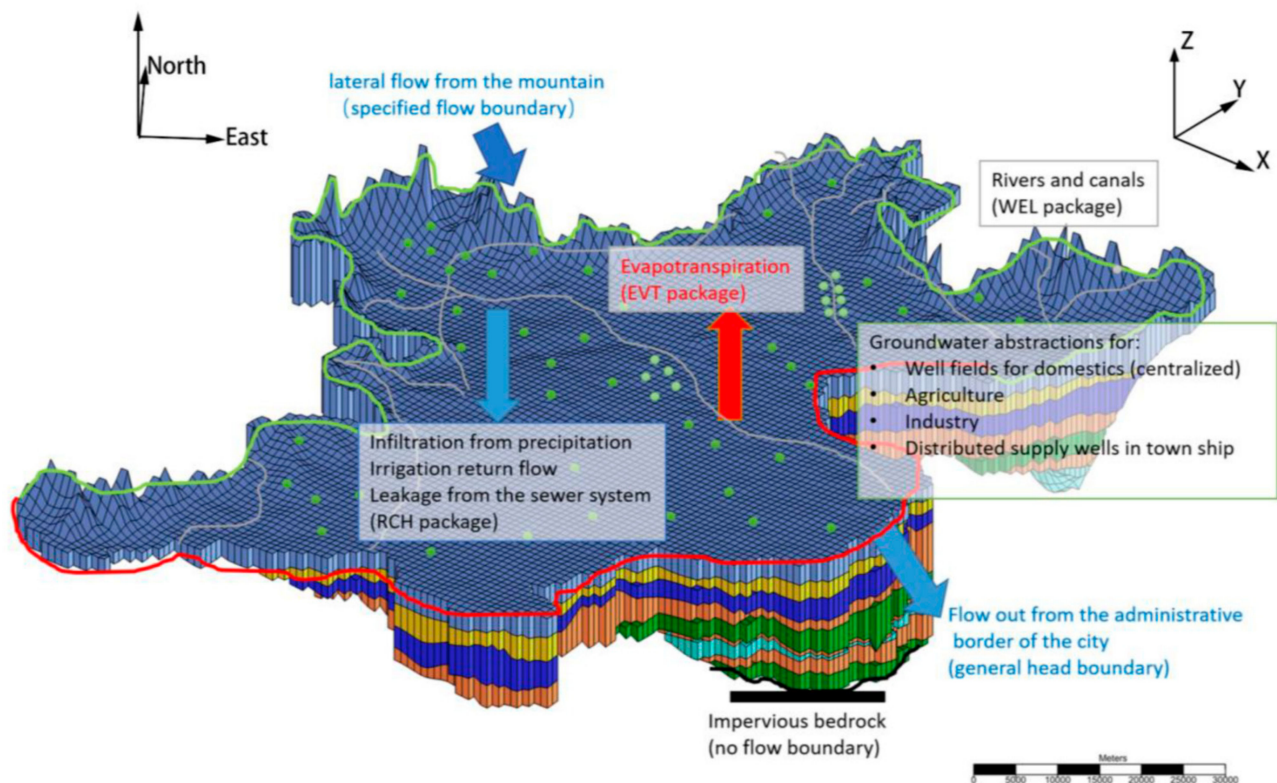 North
East
lateral flow from the mountain
(specified flow boundary)
Z
Y
X
Rivers and canals
(WEL package)
Evapotranspiration
(EVT package)
Groundwater abstractions for:
• Well fields for domestics (centralized)
• Agriculture
• Industry
• Distributed supply wells in town ship
Infiltration from precipitation
Irrigation return flow
Leakage from the sewer system
(RCH package)
Flow out from the administrative
border of the city
(general head boundary)
Impervious bedrock
(no flow boundary)
Meters
0 5000 10000 15000 20000 25000 30000